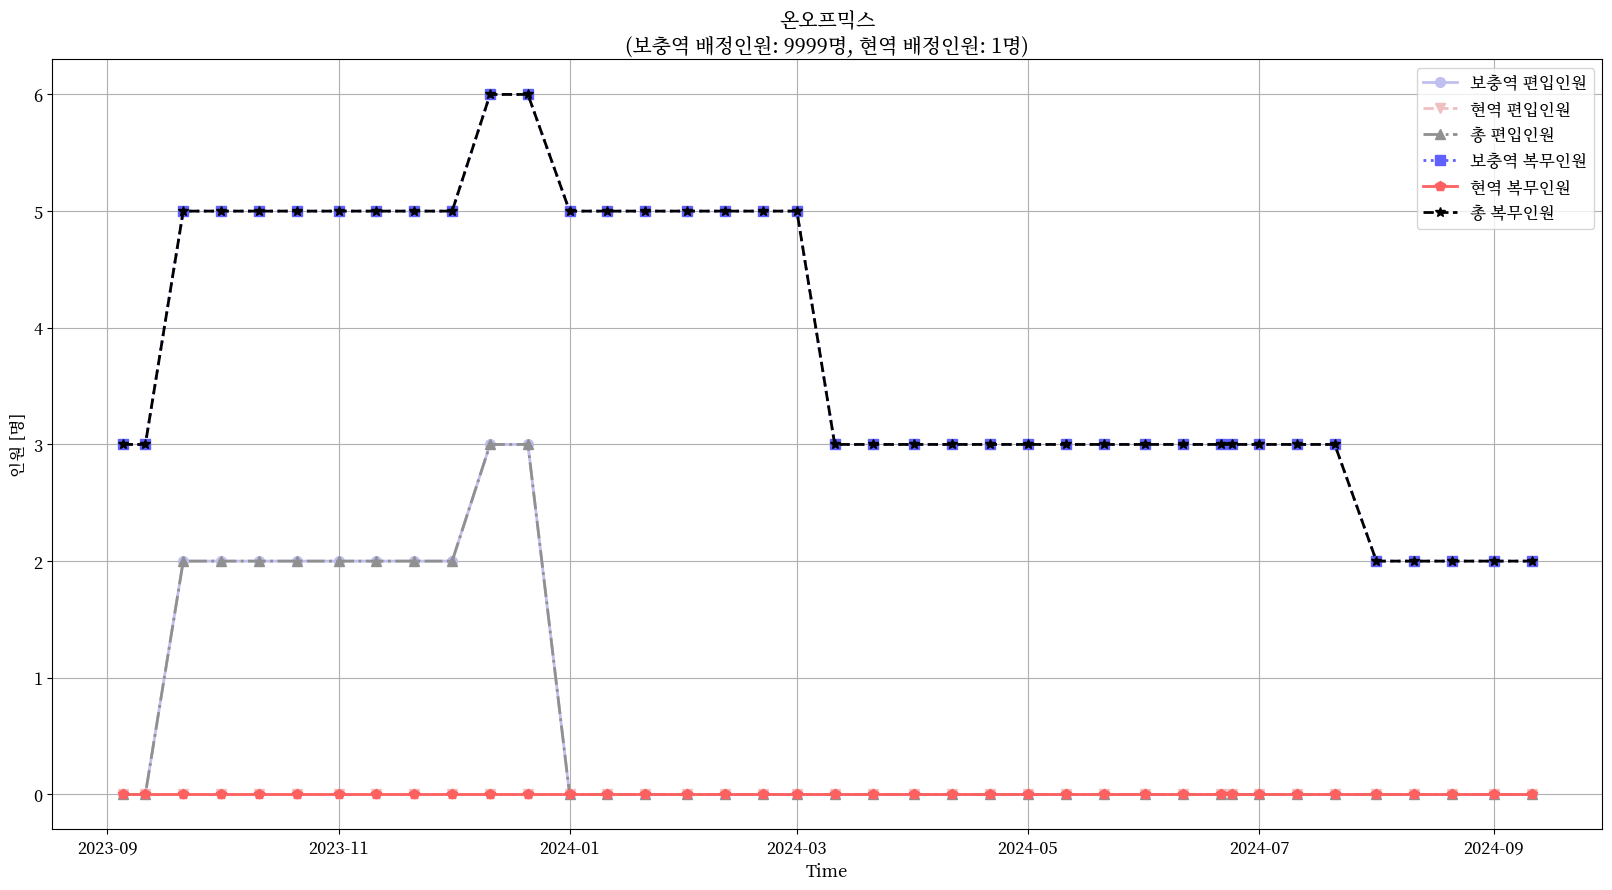 온오프믹스
(보충역 배정인원: 9999명, 현역 배정인원: 1명)
보충역 편입인원
현역 편입인원
총 편입인원
보충역 복무인원
현역 복무인원
총 복무인원
인원 [명]
6
5
4
3
2
1
0
2023-09
2023-11
2024-01
2024-03
2024-05
2024-07
2024-09
Time